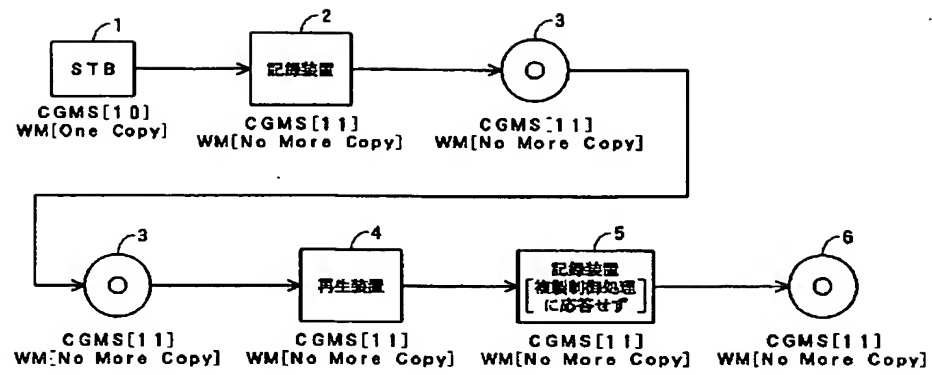 1
STB
CGMS[10]
WM[One Copy]
2
記録装置
CGMS[11]
WM[No More Copy]
3
CGMS[11]
WM[No More Copy]
3
CGMS[11]
WM[No More Copy]
4
再生装置
CGMS[11]
WM[No More Copy]
5
記録装置
[複製制御処理
に応答せず]
CGMS[11]
WM[No More Copy]
6
CGMS[11]
WM[No More Copy]